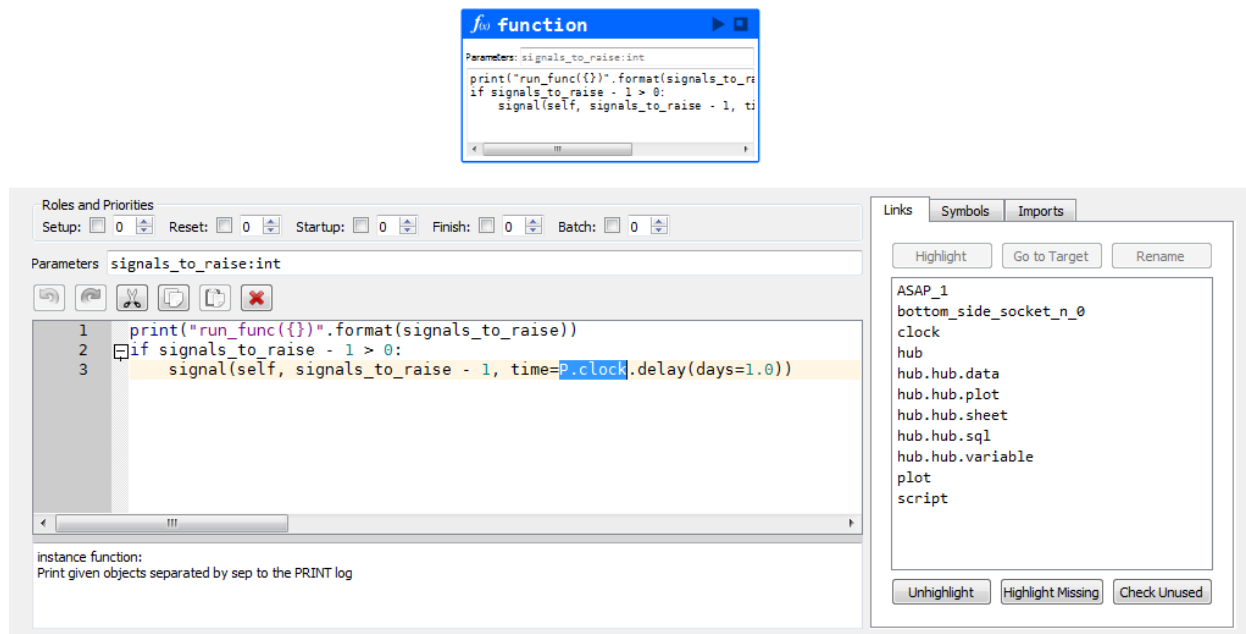 f(x) function
Parameters: signals_to_raise:int
print("run_func({})".format(signals_to_ra
if signals_to_raise - 1 > 0:
signal(self, signals_to_raise - 1, ti
Roles and Priorities
Setup: 0 Reset: 0 Startup: 0 Finish: 0 Batch: 0
Parameters signals_to_raise:int
1 print("run_func({})".format(signals_to_raise))
2 if signals_to_raise - 1 > 0:
3 signal(self, signals_to_raise - 1, time=P.clock.delay(days=1.0))
instance function:
Print given objects separated by sep to the PRINT log
Links Symbols Imports
Highlight Go to Target Rename
ASAP_1
bottom_side_socket_n_0
clock
hub
hub.hub.data
hub.hub.plot
hub.hub.sheet
hub.hub.sql
hub.hub.variable
plot
script
Unhighlight Highlight Missing Check Unused